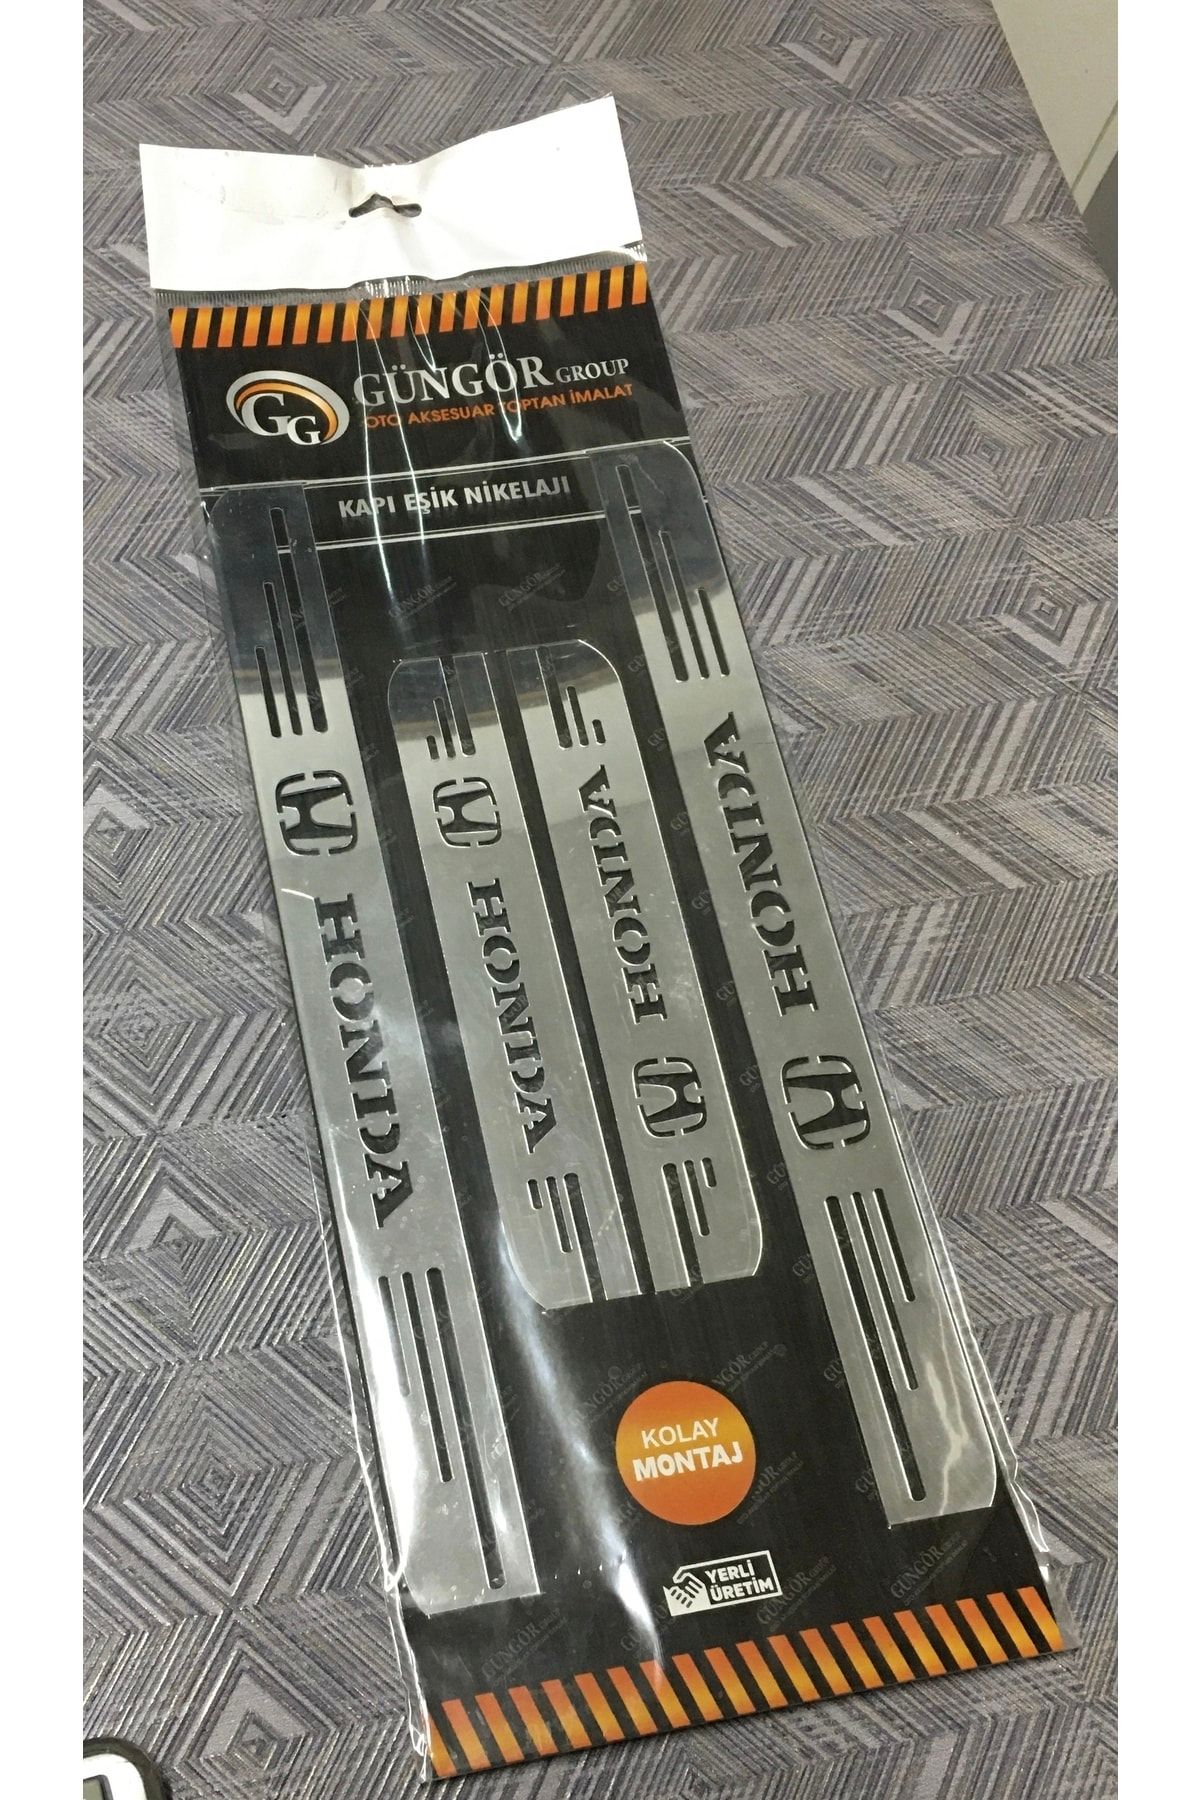 GG
GÜNGÖR GROUP
OTO AKSESUAR TOPTAN İMALAT
KAPI EŞİK NİKELAJI
HONDA
HONDA
HONDA
HONDA
KOLAY
MONTAJ
YERLİ
ÜRETİM